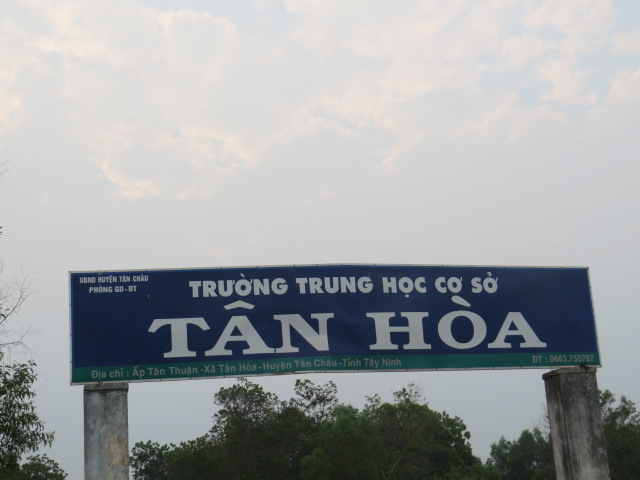 UBND HUYỆN TÂN CHÂU
PHÒNG GD-ĐT
TRƯỜNG TRUNG HỌC CƠ SỞ
TÂN HÒA
Địa chỉ : Ấp Tân Thuận -Xã Tân Hòa -Huyện Tân Châu -Tỉnh Tây Ninh
ĐT : 0663.750787